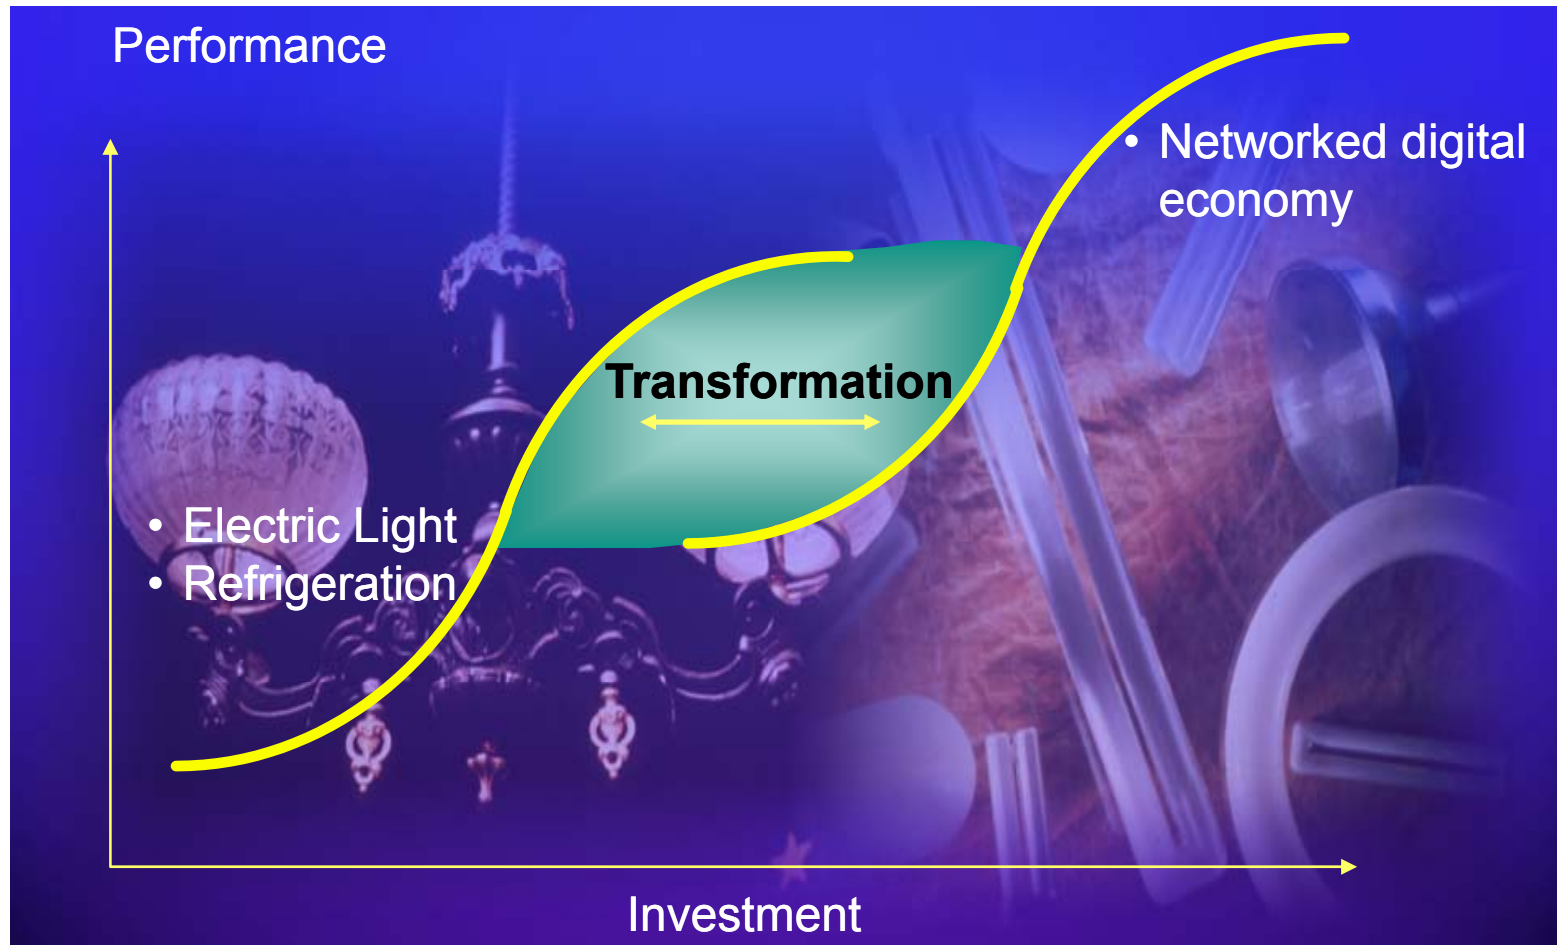 Performance
• Networked digital
economy
Transformation
• Electric Light
• Refrigeration
Investment